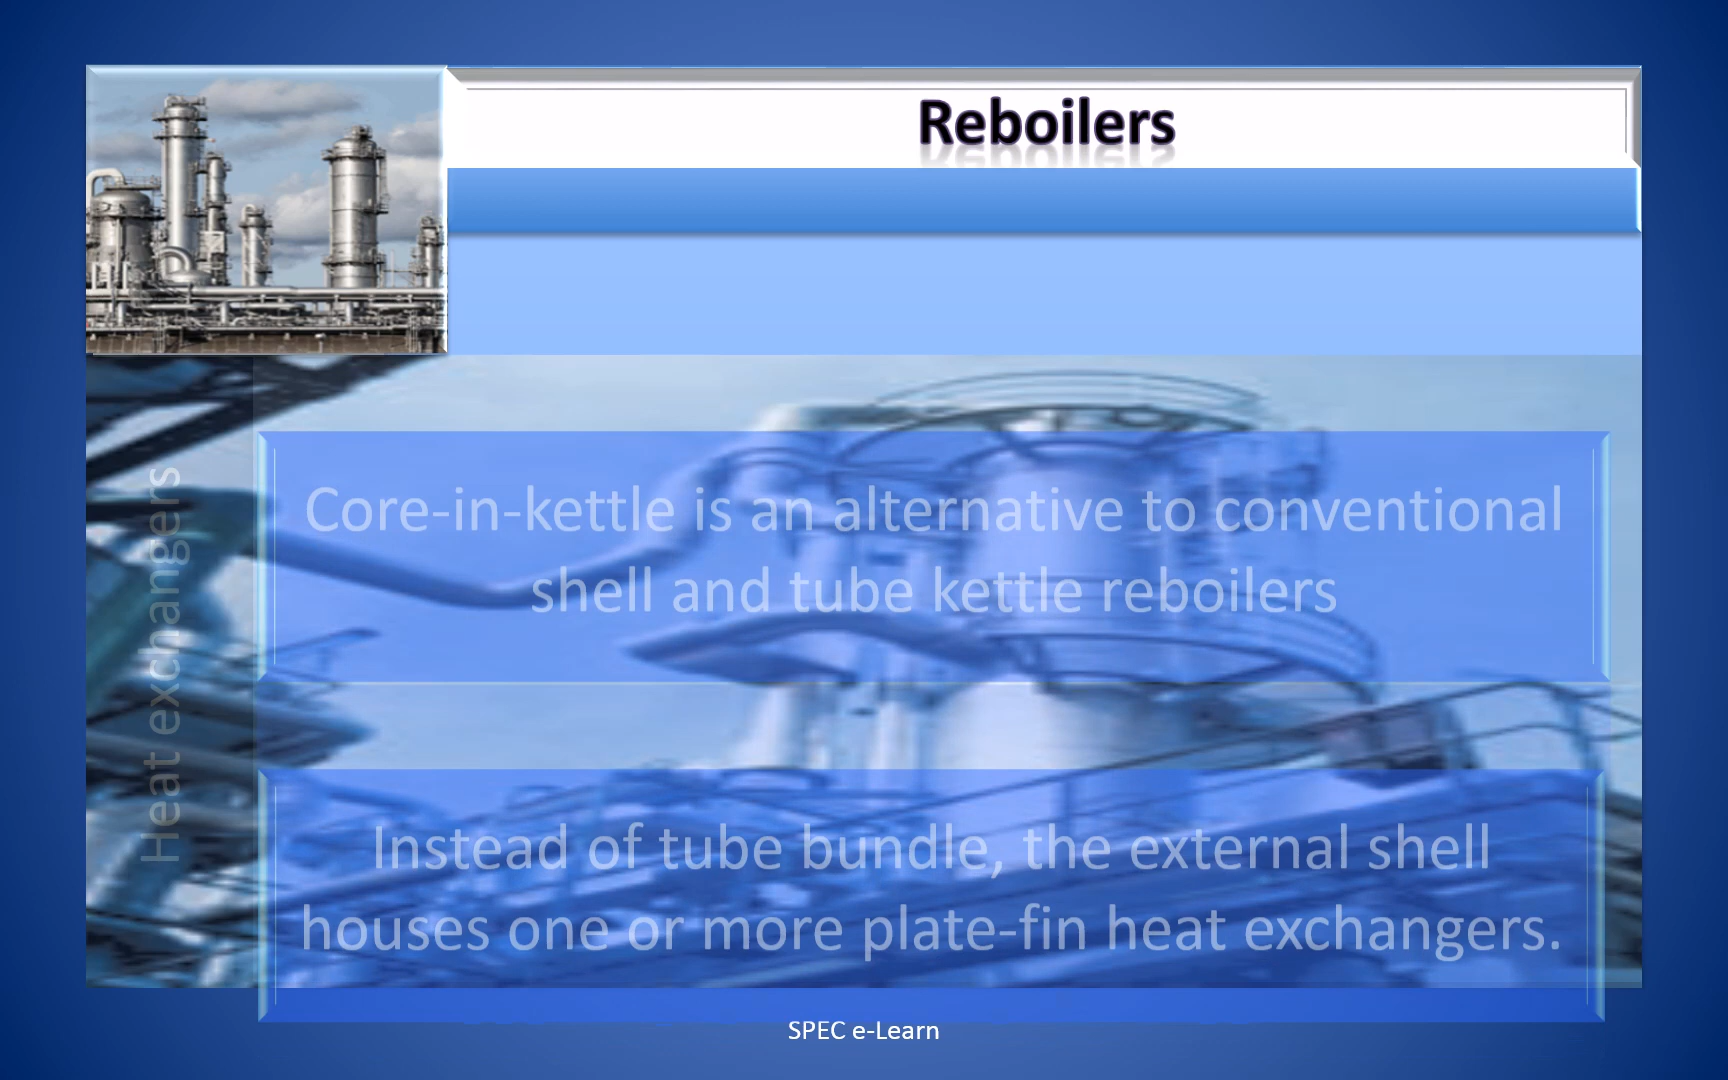 Reboilers
Heat exchangers
Core-in-kettle is an alternative to conventional
shell and tube kettle reboilers
Instead of tube bundle, the external shell
houses one or more plate-fin heat exchangers.
SPEC e-Learn